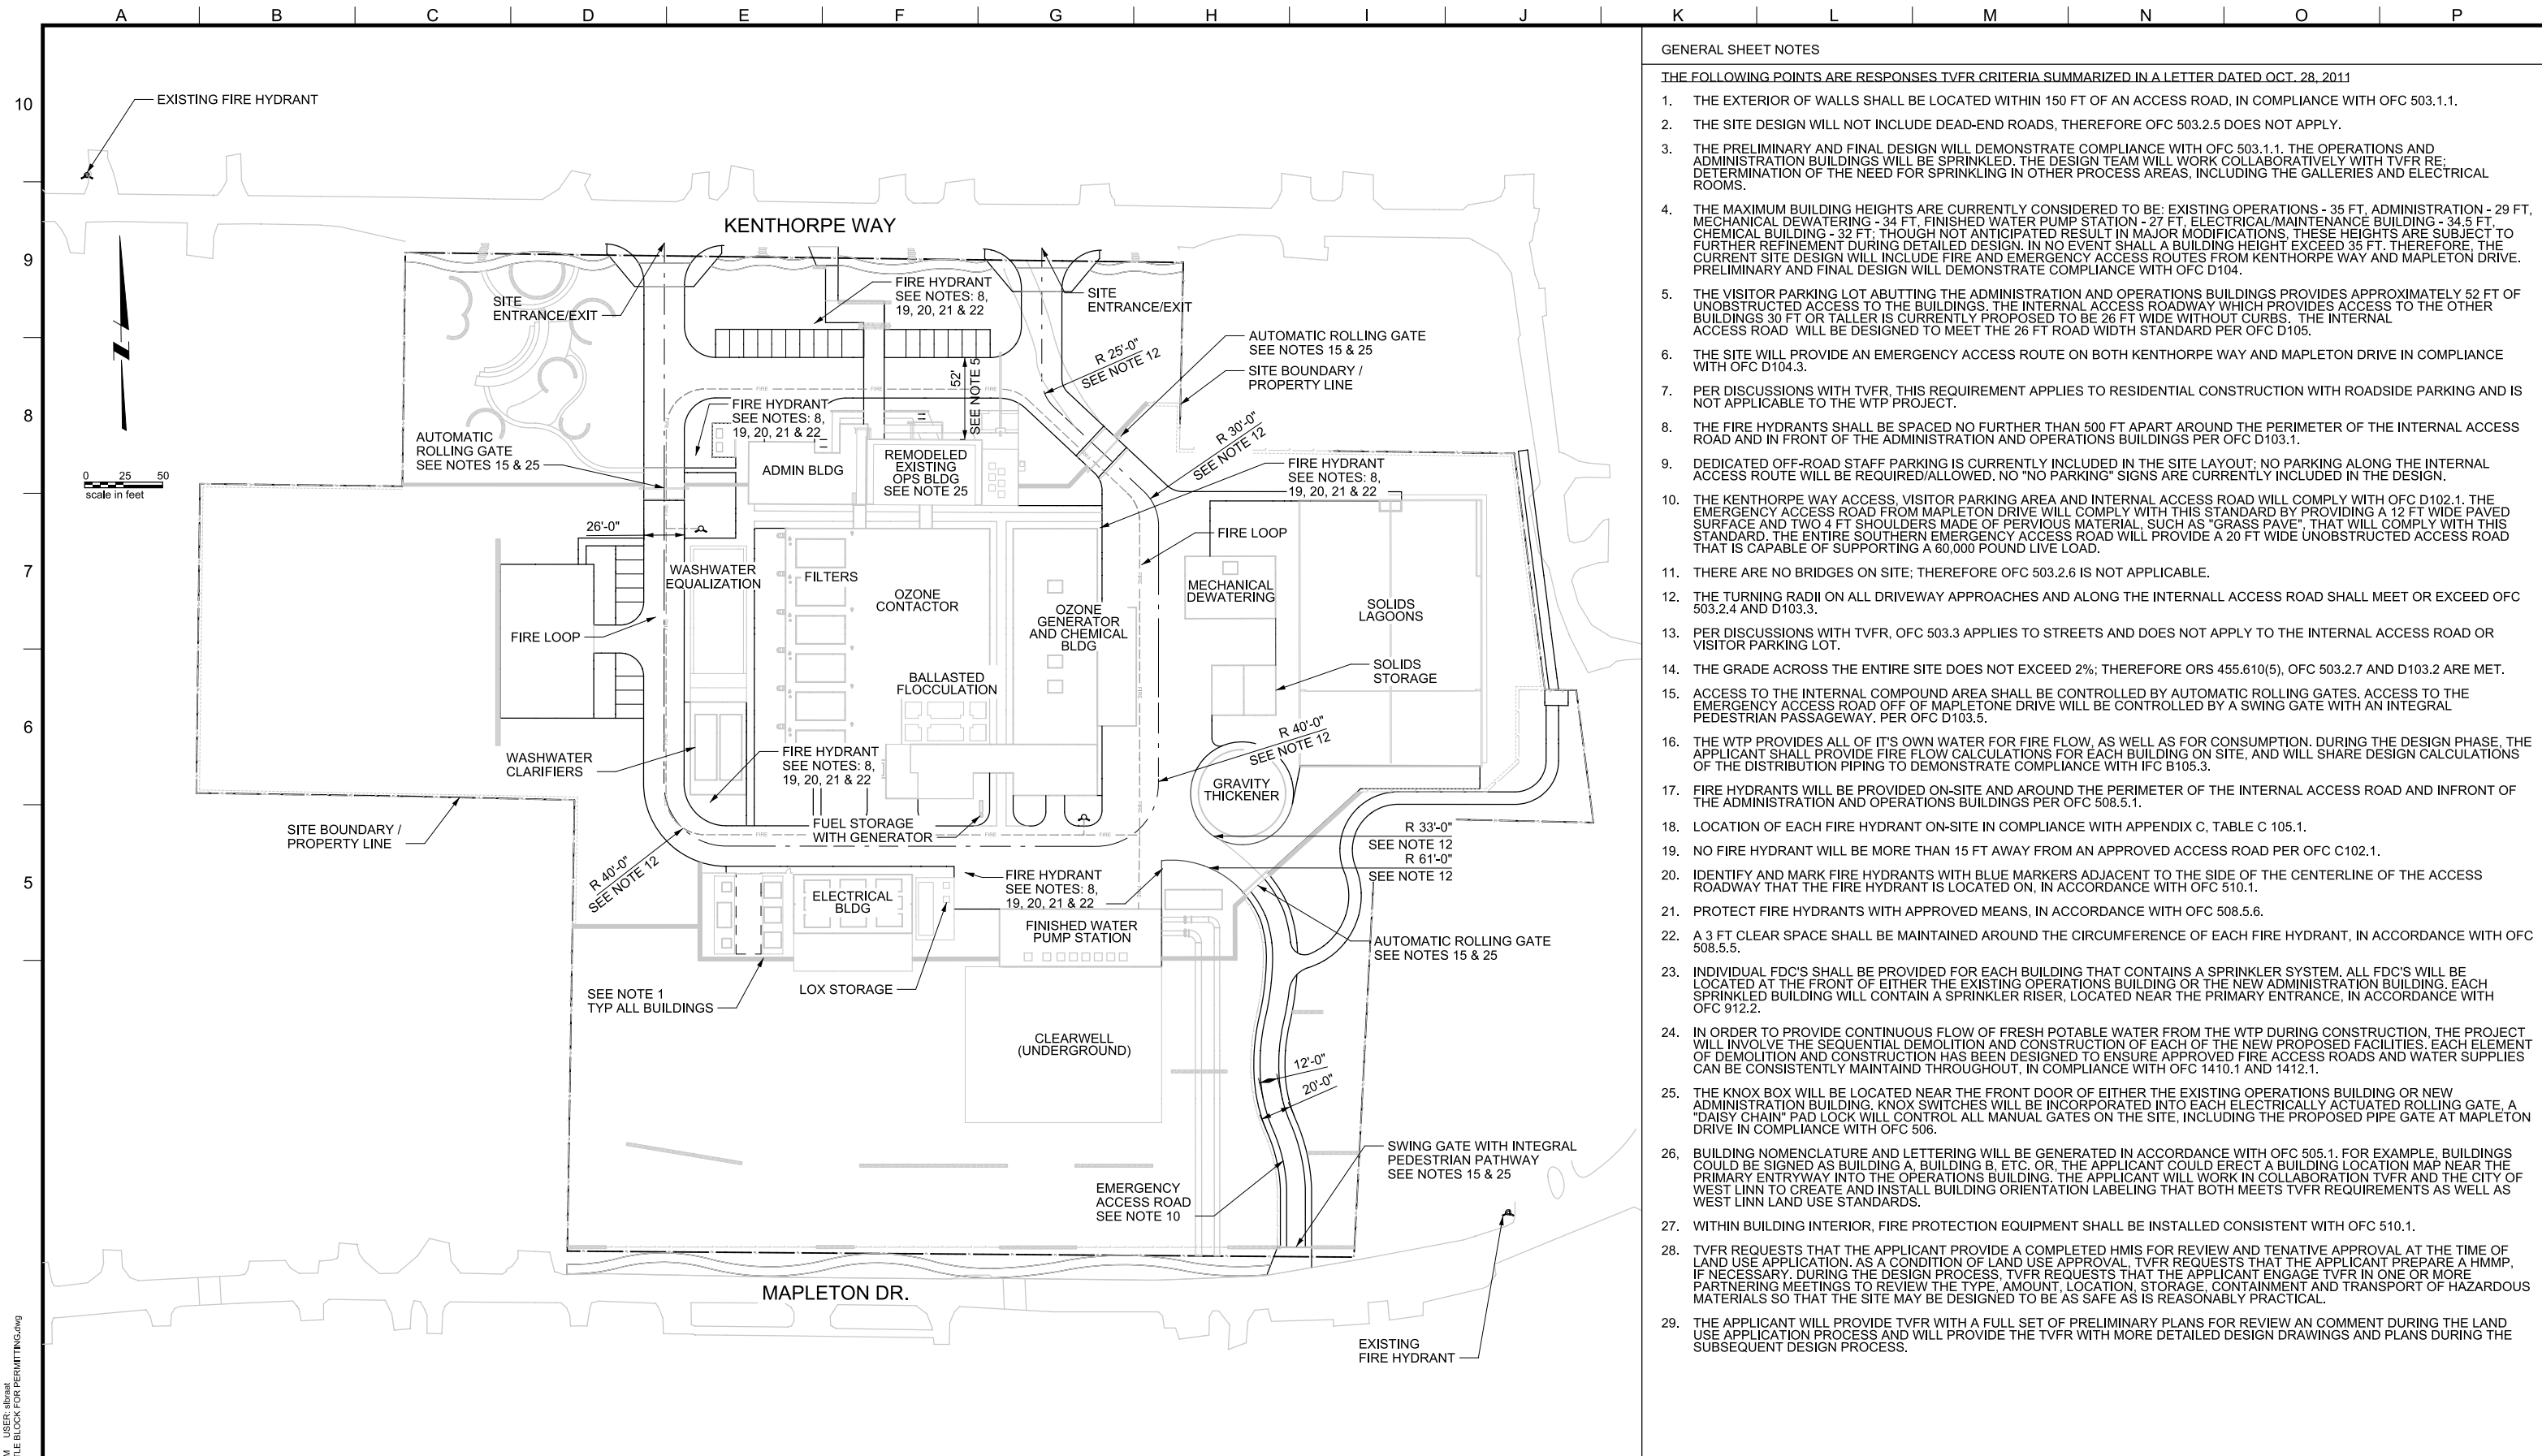 A B C D E F G H I J K L M N O P
10
9
8
7
6
5
EXISTING FIRE HYDRANT
KENTHORPE WAY
SITE
ENTRANCE/EXIT
FIRE HYDRANT
SEE NOTES: 8,
19, 20, 21 & 22
SITE
ENTRANCE/EXIT
AUTOMATIC ROLLING GATE
SEE NOTES 15 & 25
SITE BOUNDARY /
PROPERTY LINE
R 25'-0"
SEE NOTE 12
52'
SEE NOTE 5
FIRE FIRE FIRE
FIRE HYDRANT
SEE NOTES: 8,
19, 20, 21 & 22
R 30'-0"
SEE NOTE 12
AUTOMATIC
ROLLING GATE
SEE NOTES 15 & 25
ADMIN BLDG
REMODELED
EXISTING
OPS BLDG
SEE NOTE 25
FIRE HYDRANT
SEE NOTES: 8,
19, 20, 21 & 22
0 25 50
scale in feet
26'-0"
FIRE LOOP
WASHWATER
EQUALIZATION
FILTERS
OZONE
CONTACTOR
OZONE
GENERATOR
AND CHEMICAL
BLDG
MECHANICAL
DEWATERING
SOLIDS
LAGOONS
FIRE LOOP
SOLIDS
STORAGE
BALLASTED
FLOCCULATION
R 40'-0"
SEE NOTE 12
WASHWATER
CLARIFIERS
FIRE HYDRANT
SEE NOTES: 8,
19, 20, 21 & 22
GRAVITY
THICKENER
SITE BOUNDARY /
PROPERTY LINE
FUEL STORAGE
WITH GENERATOR
FIRE FIRE FIRE
R 33'-0"
SEE NOTE 12
R 61'-0"
SEE NOTE 12
R 40'-0"
SEE NOTE 12
ELECTRICAL
BLDG
FIRE HYDRANT
SEE NOTES: 8,
19, 20, 21 & 22
FINISHED WATER
PUMP STATION
AUTOMATIC ROLLING GATE
SEE NOTES 15 & 25
SEE NOTE 1
TYP ALL BUILDINGS
LOX STORAGE
CLEARWELL
(UNDERGROUND)
12'-0"
20'-0"
SWING GATE WITH INTEGRAL
PEDESTRIAN PATHWAY
SEE NOTES 15 & 25
EMERGENCY
ACCESS ROAD
SEE NOTE 10
MAPLETON DR.
EXISTING
FIRE HYDRANT
USER: slbraat
BLOCK FOR PERMITTING.dwg
GENERAL SHEET NOTES
THE FOLLOWING POINTS ARE RESPONSES TVFR CRITERIA SUMMARIZED IN A LETTER DATED OCT. 28, 2011
1. THE EXTERIOR OF WALLS SHALL BE LOCATED WITHIN 150 FT OF AN ACCESS ROAD, IN COMPLIANCE WITH OFC 503.1.1.
2. THE SITE DESIGN WILL NOT INCLUDE DEAD-END ROADS, THEREFORE OFC 503.2.5 DOES NOT APPLY.
3. THE PRELIMINARY AND FINAL DESIGN WILL DEMONSTRATE COMPLIANCE WITH OFC 503.1.1. THE OPERATIONS AND
ADMINISTRATION BUILDINGS WILL BE SPRINKLED. THE DESIGN TEAM WILL WORK COLLABORATIVELY WITH TVFR RE;
DETERMINATION OF THE NEED FOR SPRINKLING IN OTHER PROCESS AREAS, INCLUDING THE GALLERIES AND ELECTRICAL
ROOMS.
4. THE MAXIMUM BUILDING HEIGHTS ARE CURRENTLY CONSIDERED TO BE: EXISTING OPERATIONS - 35 FT, ADMINISTRATION - 29 FT,
MECHANICAL DEWATERING - 34 FT, FINISHED WATER PUMP STATION - 27 FT, ELECTRICAL/MAINTENANCE BUILDING - 34.5 FT,
CHEMICAL BUILDING - 32 FT; THOUGH NOT ANTICIPATED RESULT IN MAJOR MODIFICATIONS, THESE HEIGHTS ARE SUBJECT TO
FURTHER REFINEMENT DURING DETAILED DESIGN. IN NO EVENT SHALL A BUILDING HEIGHT EXCEED 35 FT. THEREFORE, THE
CURRENT SITE DESIGN WILL INCLUDE FIRE AND EMERGENCY ACCESS ROUTES FROM KENTHORPE WAY AND MAPLETON DRIVE.
PRELIMINARY AND FINAL DESIGN WILL DEMONSTRATE COMPLIANCE WITH OFC D104.
5. THE VISITOR PARKING LOT ABUTTING THE ADMINISTRATION AND OPERATIONS BUILDINGS PROVIDES APPROXIMATELY 52 FT OF
UNOBSTRUCTED ACCESS TO THE BUILDINGS. THE INTERNAL ACCESS ROADWAY WHICH PROVIDES ACCESS TO THE OTHER
BUILDINGS 30 FT OR TALLER IS CURRENTLY PROPOSED TO BE 26 FT WIDE WITHOUT CURBS. THE INTERNAL
ACCESS ROAD WILL BE DESIGNED TO MEET THE 26 FT ROAD WIDTH STANDARD PER OFC D105.
6. THE SITE WILL PROVIDE AN EMERGENCY ACCESS ROUTE ON BOTH KENTHORPE WAY AND MAPLETON DRIVE IN COMPLIANCE
WITH OFC D104.3.
7. PER DISCUSSIONS WITH TVFR, THIS REQUIREMENT APPLIES TO RESIDENTIAL CONSTRUCTION WITH ROADSIDE PARKING AND IS
NOT APPLICABLE TO THE WTP PROJECT.
8. THE FIRE HYDRANTS SHALL BE SPACED NO FURTHER THAN 500 FT APART AROUND THE PERIMETER OF THE INTERNAL ACCESS
ROAD AND IN FRONT OF THE ADMINISTRATION AND OPERATIONS BUILDINGS PER OFC D103.1.
9. DEDICATED OFF-ROAD STAFF PARKING IS CURRENTLY INCLUDED IN THE SITE LAYOUT; NO PARKING ALONG THE INTERNAL
ACCESS ROUTE WILL BE REQUIRED/ALLOWED. NO "NO PARKING" SIGNS ARE CURRENTLY INCLUDED IN THE DESIGN.
10. THE KENTHORPE WAY ACCESS, VISITOR PARKING AREA AND INTERNAL ACCESS ROAD WILL COMPLY WITH OFC D102.1. THE
EMERGENCY ACCESS ROAD FROM MAPLETON DRIVE WILL COMPLY WITH THIS STANDARD BY PROVIDING A 12 FT WIDE PAVED
SURFACE AND TWO 4 FT SHOULDERS MADE OF PERVIOUS MATERIAL, SUCH AS "GRASS PAVE", THAT WILL COMPLY WITH THIS
STANDARD. THE ENTIRE SOUTHERN EMERGENCY ACCESS ROAD WILL PROVIDE A 20 FT WIDE UNOBSTRUCTED ACCESS ROAD
THAT IS CAPABLE OF SUPPORTING A 60,000 POUND LIVE LOAD.
11. THERE ARE NO BRIDGES ON SITE; THEREFORE OFC 503.2.6 IS NOT APPLICABLE.
12. THE TURNING RADII ON ALL DRIVEWAY APPROACHES AND ALONG THE INTERNALL ACCESS ROAD SHALL MEET OR EXCEED OFC
503.2.4 AND D103.3.
13. PER DISCUSSIONS WITH TVFR, OFC 503.3 APPLIES TO STREETS AND DOES NOT APPLY TO THE INTERNAL ACCESS ROAD OR
VISITOR PARKING LOT.
14. THE GRADE ACROSS THE ENTIRE SITE DOES NOT EXCEED 2%; THEREFORE ORS 455.610(5), OFC 503.2.7 AND D103.2 ARE MET.
15. ACCESS TO THE INTERNAL COMPOUND AREA SHALL BE CONTROLLED BY AUTOMATIC ROLLING GATES. ACCESS TO THE
EMERGENCY ACCESS ROAD OFF OF MAPLETONE DRIVE WILL BE CONTROLLED BY A SWING GATE WITH AN INTEGRAL
PEDESTRIAN PASSAGEWAY. PER OFC D103.5.
16. THE WTP PROVIDES ALL OF IT'S OWN WATER FOR FIRE FLOW, AS WELL AS FOR CONSUMPTION. DURING THE DESIGN PHASE, THE
APPLICANT SHALL PROVIDE FIRE FLOW CALCULATIONS FOR EACH BUILDING ON SITE, AND WILL SHARE DESIGN CALCULATIONS
OF THE DISTRIBUTION PIPING TO DEMONSTRATE COMPLIANCE WITH IFC B105.3.
17. FIRE HYDRANTS WILL BE PROVIDED ON-SITE AND AROUND THE PERIMETER OF THE INTERNAL ACCESS ROAD AND INFRONT OF
THE ADMINISTRATION AND OPERATIONS BUILDINGS PER OFC 508.5.1.
18. LOCATION OF EACH FIRE HYDRANT ON-SITE IN COMPLIANCE WITH APPENDIX C, TABLE C 105.1.
19. NO FIRE HYDRANT WILL BE MORE THAN 15 FT AWAY FROM AN APPROVED ACCESS ROAD PER OFC C102.1.
20. IDENTIFY AND MARK FIRE HYDRANTS WITH BLUE MARKERS ADJACENT TO THE SIDE OF THE CENTERLINE OF THE ACCESS
ROADWAY THAT THE FIRE HYDRANT IS LOCATED ON, IN ACCORDANCE WITH OFC 510.1.
21. PROTECT FIRE HYDRANTS WITH APPROVED MEANS, IN ACCORDANCE WITH OFC 508.5.6.
22. A 3 FT CLEAR SPACE SHALL BE MAINTAINED AROUND THE CIRCUMFERENCE OF EACH FIRE HYDRANT, IN ACCORDANCE WITH OFC
508.5.5.
23. INDIVIDUAL FDC'S SHALL BE PROVIDED FOR EACH BUILDING THAT CONTAINS A SPRINKLER SYSTEM. ALL FDC'S WILL BE
LOCATED AT THE FRONT OF EITHER THE EXISTING OPERATIONS BUILDING OR THE NEW ADMINISTRATION BUILDING. EACH
SPRINKLED BUILDING WILL CONTAIN A SPRINKLER RISER, LOCATED NEAR THE PRIMARY ENTRANCE, IN ACCORDANCE WITH
OFC 912.2.
24. IN ORDER TO PROVIDE CONTINUOUS FLOW OF FRESH POTABLE WATER FROM THE WTP DURING CONSTRUCTION, THE PROJECT
WILL INVOLVE THE SEQUENTIAL DEMOLITION AND CONSTRUCTION OF EACH OF THE NEW PROPOSED FACILITIES. EACH ELEMENT
OF DEMOLITION AND CONSTRUCTION HAS BEEN DESIGNED TO ENSURE APPROVED FIRE ACCESS ROADS AND WATER SUPPLIES
CAN BE CONSISTENTLY MAINTAIND THROUGHOUT, IN COMPLIANCE WITH OFC 1410.1 AND 1412.1.
25. THE KNOX BOX WILL BE LOCATED NEAR THE FRONT DOOR OF EITHER THE EXISTING OPERATIONS BUILDING OR NEW
ADMINISTRATION BUILDING. KNOX SWITCHES WILL BE INCORPORATED INTO EACH ELECTRICALLY ACTUATED ROLLING GATE, A
"DAISY CHAIN" PAD LOCK WILL CONTROL ALL MANUAL GATES ON THE SITE, INCLUDING THE PROPOSED PIPE GATE AT MAPLETON
DRIVE IN COMPLIANCE WITH OFC 506.
26. BUILDING NOMENCLATURE AND LETTERING WILL BE GENERATED IN ACCORDANCE WITH OFC 505.1. FOR EXAMPLE, BUILDINGS
COULD BE SIGNED AS BUILDING A, BUILDING B, ETC. OR, THE APPLICANT COULD ERECT A BUILDING LOCATION MAP NEAR THE
PRIMARY ENTRYWAY INTO THE OPERATIONS BUILDING. THE APPLICANT WILL WORK IN COLLABORATION TVFR AND THE CITY OF
WEST LINN TO CREATE AND INSTALL BUILDING ORIENTATION LABELING THAT BOTH MEETS TVFR REQUIREMENTS AS WELL AS
WEST LINN LAND USE STANDARDS.
27. WITHIN BUILDING INTERIOR, FIRE PROTECTION EQUIPMENT SHALL BE INSTALLED CONSISTENT WITH OFC 510.1.
28. TVFR REQUESTS THAT THE APPLICANT PROVIDE A COMPLETED HMIS FOR REVIEW AND TENATIVE APPROVAL AT THE TIME OF
LAND USE APPLICATION. AS A CONDITION OF LAND USE APPROVAL, TVFR REQUESTS THAT THE APPLICANT PREPARE A HMMP,
IF NECESSARY. DURING THE DESIGN PROCESS, TVFR REQUESTS THAT THE APPLICANT ENGAGE TVFR IN ONE OR MORE
PARTNERING MEETINGS TO REVIEW THE TYPE, AMOUNT, LOCATION, STORAGE, CONTAINMENT AND TRANSPORT OF HAZARDOUS
MATERIALS SO THAT THE SITE MAY BE DESIGNED TO BE AS SAFE AS IS REASONABLY PRACTICAL.
29. THE APPLICANT WILL PROVIDE TVFR WITH A FULL SET OF PRELIMINARY PLANS FOR REVIEW AN COMMENT DURING THE LAND
USE APPLICATION PROCESS AND WILL PROVIDE THE TVFR WITH MORE DETAILED DESIGN DRAWINGS AND PLANS DURING THE
SUBSEQUENT DESIGN PROCESS.